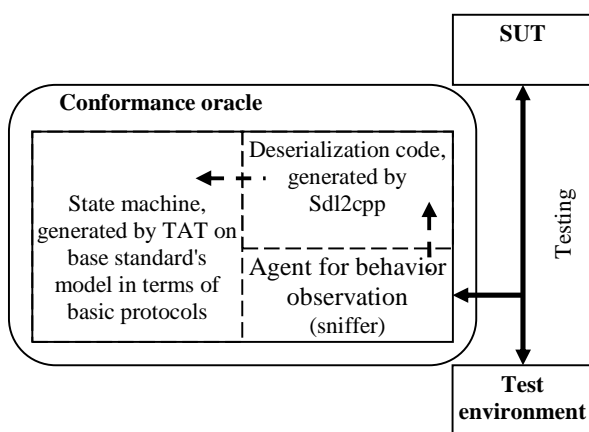 SUT
Conformance oracle
Deserialization code,
generated by
Sdl2cpp
State machine,
generated by TAT on
base standard's
model in terms of
basic protocols
Agent for behavior
observation
(sniffer)
Testing
Test
environment